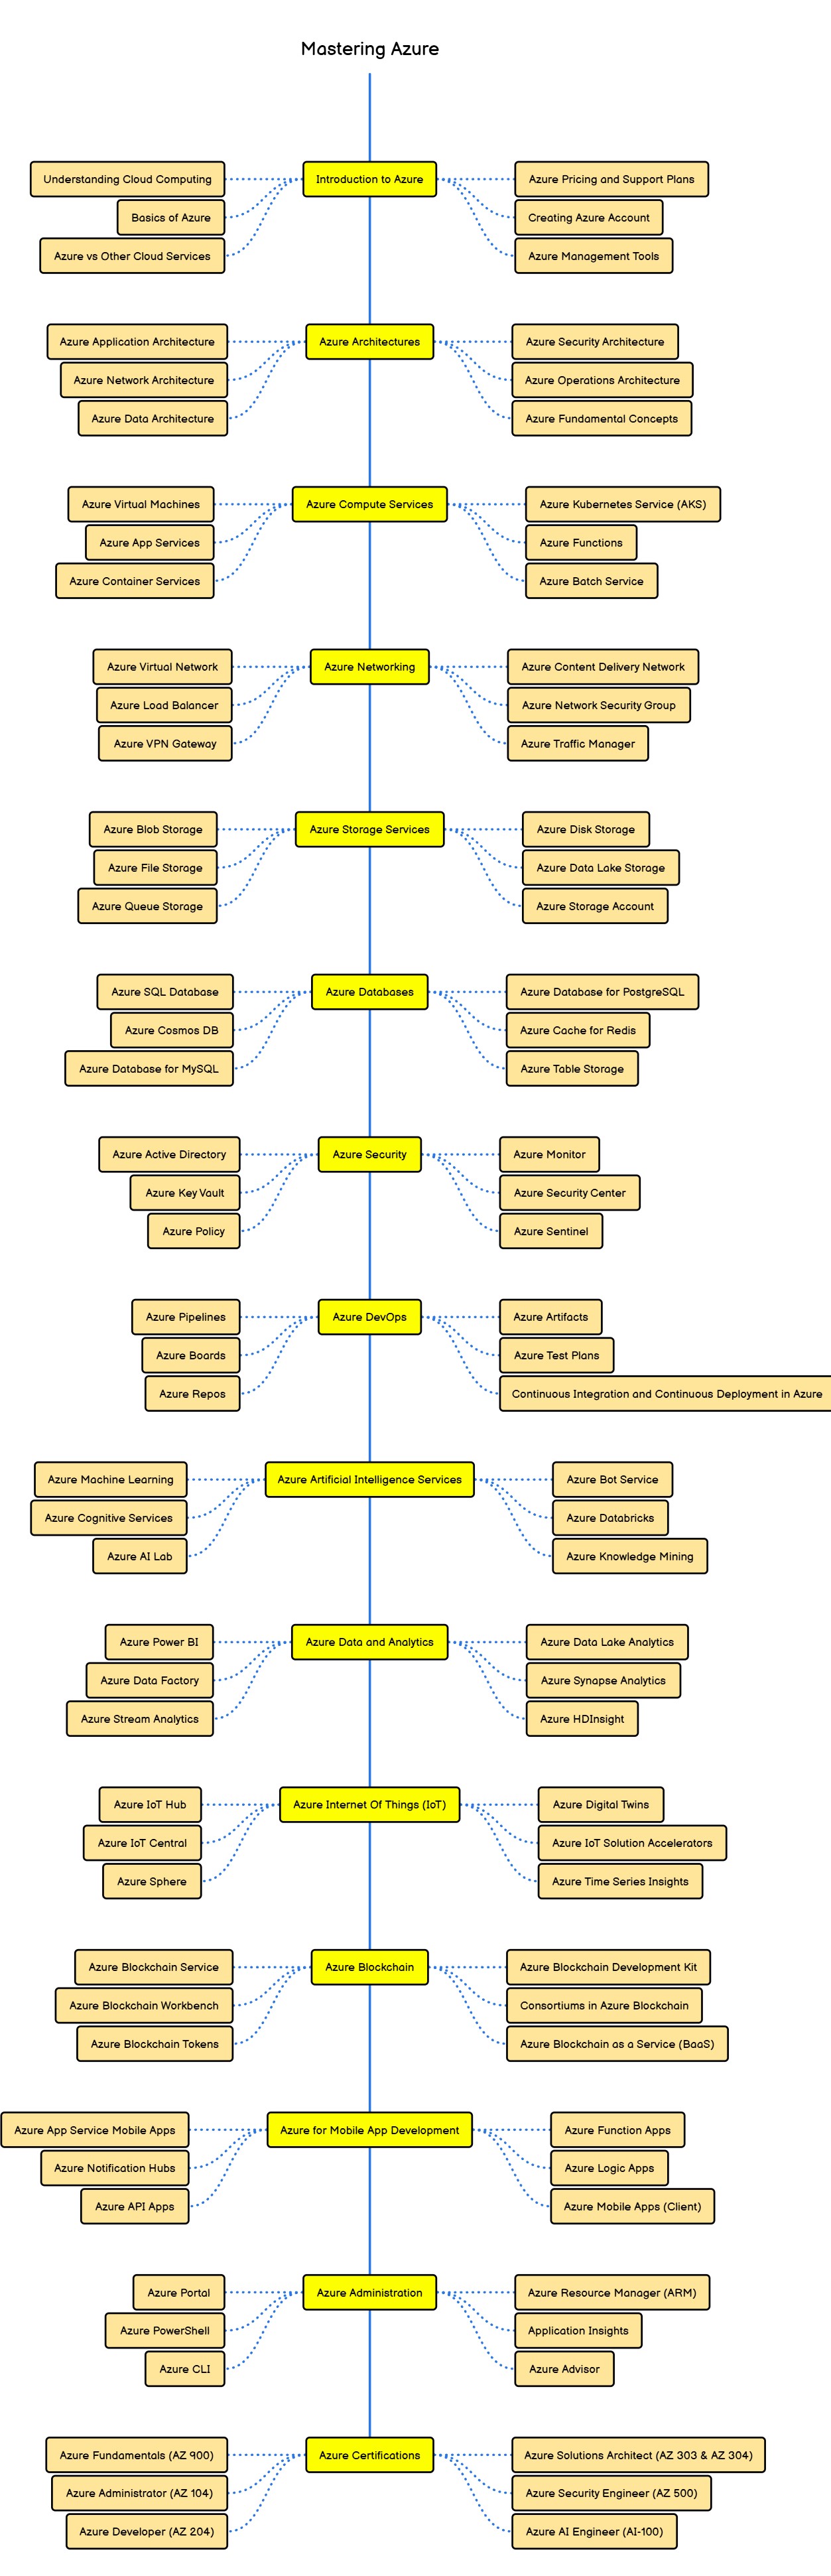 Mastering Azure
Introduction to Azure
Understanding Cloud Computing
Basics of Azure
Azure vs Other Cloud Services
Azure Pricing and Support Plans
Creating Azure Account
Azure Management Tools
Azure Architectures
Azure Application Architecture
Azure Network Architecture
Azure Data Architecture
Azure Security Architecture
Azure Operations Architecture
Azure Fundamental Concepts
Azure Compute Services
Azure Virtual Machines
Azure App Services
Azure Container Services
Azure Kubernetes Service (AKS)
Azure Functions
Azure Batch Service
Azure Networking
Azure Virtual Network
Azure Load Balancer
Azure VPN Gateway
Azure Content Delivery Network
Azure Network Security Group
Azure Traffic Manager
Azure Storage Services
Azure Blob Storage
Azure File Storage
Azure Queue Storage
Azure Disk Storage
Azure Data Lake Storage
Azure Storage Account
Azure Databases
Azure SQL Database
Azure Cosmos DB
Azure Database for MySQL
Azure Database for PostgreSQL
Azure Cache for Redis
Azure Table Storage
Azure Security
Azure Active Directory
Azure Key Vault
Azure Policy
Azure Monitor
Azure Security Center
Azure Sentinel
Azure DevOps
Azure Pipelines
Azure Boards
Azure Repos
Azure Artifacts
Azure Test Plans
Continuous Integration and Continuous Deployment in Azure
Azure Artificial Intelligence Services
Azure Machine Learning
Azure Cognitive Services
Azure AI Lab
Azure Bot Service
Azure Databricks
Azure Knowledge Mining
Azure Data and Analytics
Azure Power BI
Azure Data Factory
Azure Stream Analytics
Azure Data Lake Analytics
Azure Synapse Analytics
Azure HDInsight
Azure Internet Of Things (IoT)
Azure IoT Hub
Azure IoT Central
Azure Sphere
Azure Digital Twins
Azure IoT Solution Accelerators
Azure Time Series Insights
Azure Blockchain
Azure Blockchain Service
Azure Blockchain Workbench
Azure Blockchain Tokens
Azure Blockchain Development Kit
Consortiums in Azure Blockchain
Azure Blockchain as a Service (BaaS)
Azure for Mobile App Development
Azure App Service Mobile Apps
Azure Notification Hubs
Azure API Apps
Azure Function Apps
Azure Logic Apps
Azure Mobile Apps (Client)
Azure Administration
Azure Portal
Azure PowerShell
Azure CLI
Azure Resource Manager (ARM)
Application Insights
Azure Advisor
Azure Certifications
Azure Fundamentals (AZ 900)
Azure Administrator (AZ 104)
Azure Developer (AZ 204)
Azure Solutions Architect (AZ 303 & AZ 304)
Azure Security Engineer (AZ 500)
Azure AI Engineer (AI-100)